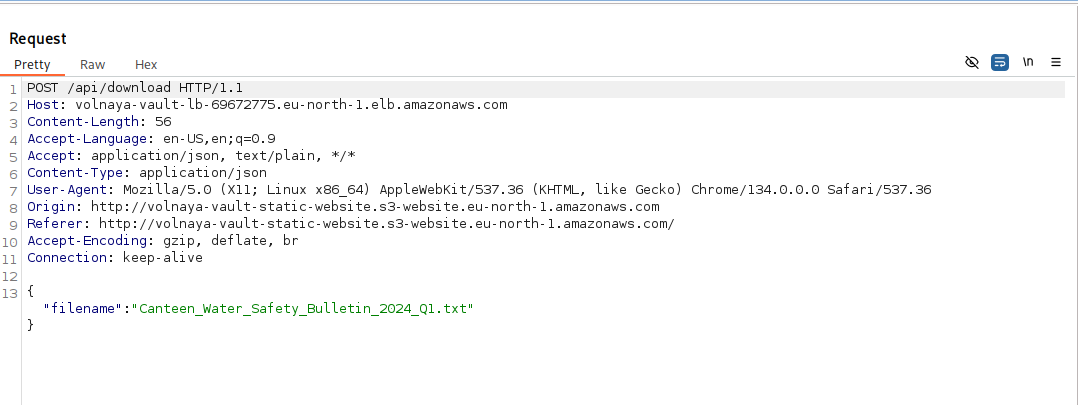 Request
Pretty Raw Hex
\n
1 POST /api/download HTTP/1.1
2 Host: volnaya-vault-lb-69672775.eu-north-1.elb.amazonaws.com
3 Content-Length: 56
4 Accept-Language: en-US,en;q=0.9
5 Accept: application/json, text/plain, */*
6 Content-Type: application/json
7 User-Agent: Mozilla/5.0 (X11; Linux x86_64) AppleWebKit/537.36 (KHTML, like Gecko) Chrome/134.0.0.0 Safari/537.36
8 Origin: http://volnaya-vault-static-website.s3-website.eu-north-1.amazonaws.com
9 Referer: http://volnaya-vault-static-website.s3-website.eu-north-1.amazonaws.com/
10 Accept-Encoding: gzip, deflate, br
11 Connection: keep-alive
12
13 {
"filename":"Canteen_Water_Safety_Bulletin_2024_Q1.txt"
}